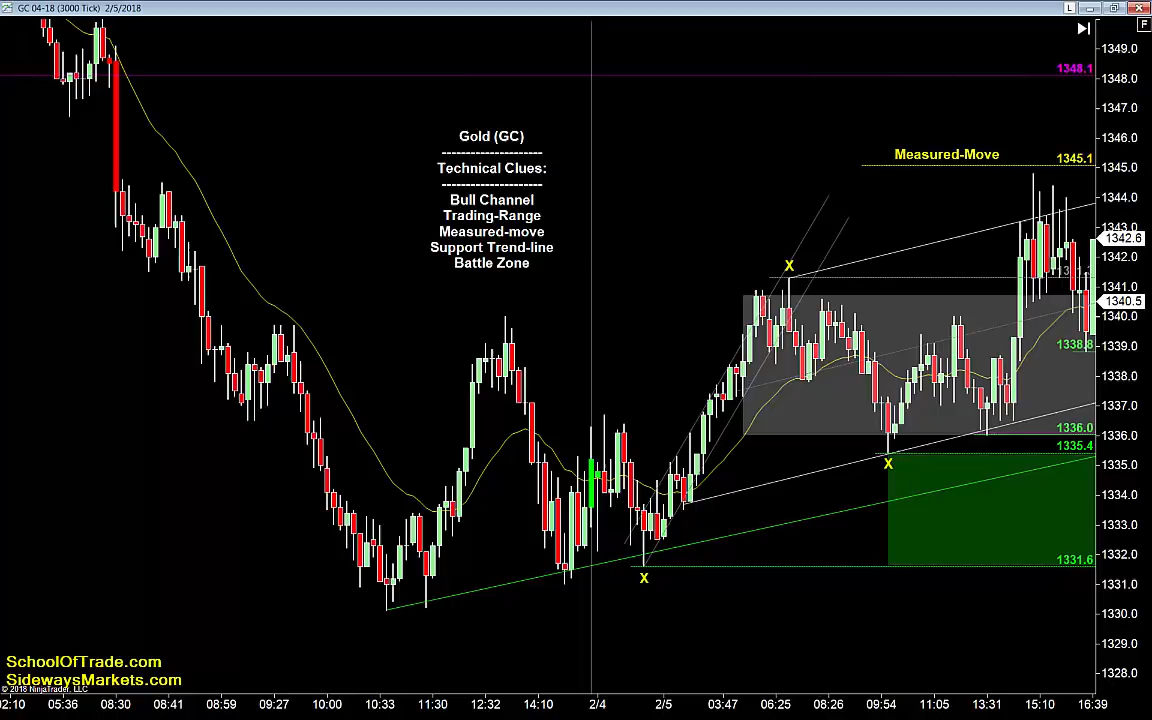 GC 04-18 (3000 Tick) 2/5/2018
L
F
1349.0
1348.1
1348.0
1347.0
Gold (GC)
1346.0
---------------------
Measured-Move
1345.1
Technical Clues:
1345.0
---------------------
Bull Channel
1344.0
Trading-Range
Measured-move
1343.0
1342.6
Support Trend-line
1342.0
Battle Zone
X
1341.0
1340.5
1340.0
1339.0
1338.8
1338.0
1337.0
1336.0
1336.0
1335.4
X
1335.0
1334.0
1333.0
1332.0
1331.6
X
1331.0
1330.0
1329.0
SchoolOfTrade.com
1328.0
SidewaysMarkets.com
© 2018 NinjaTrader, LLC
02:10 05:36 08:30 08:41 08:59 09:27 10:00 10:33 11:30 12:32 14:10 2/4 2/5 03:47 06:25 08:26 09:54 11:05 13:31 15:10 16:39